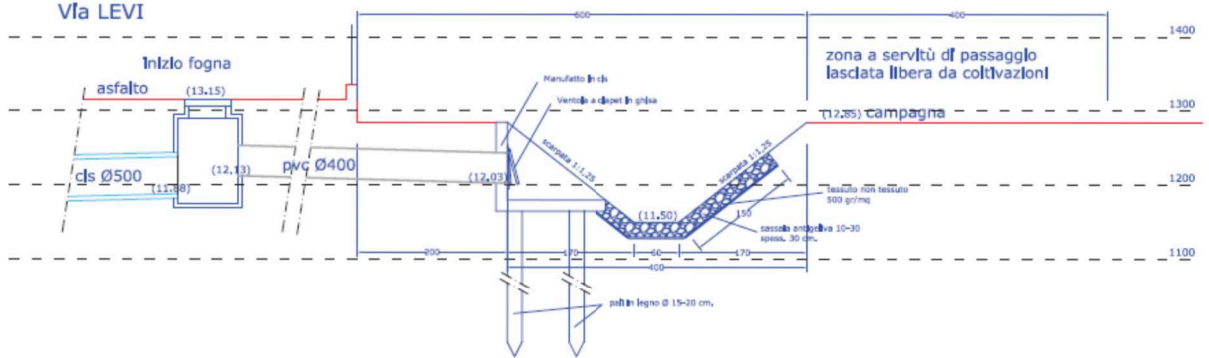 Via LEVI
600
400
1400
inizio fogna
zona a servitù di passaggio
lasciata libera da coltivazioni
Manufatto in cls
asfalto
(13.15)
Ventola a clapet in ghisa
1300
(12.85) campagna
scarpata 1:1,25
scarpata 1:1,25
pvc Ø400
cls Ø500
(11.88)
(12.13)
(12.03)
1200
tessuto non tessuto
500 gr/mq
(11.50)
150
sassaia antigeliva 10-30
spess. 30 cm.
200
170
60
170
1100
400
pali in legno Ø 15-20 cm.